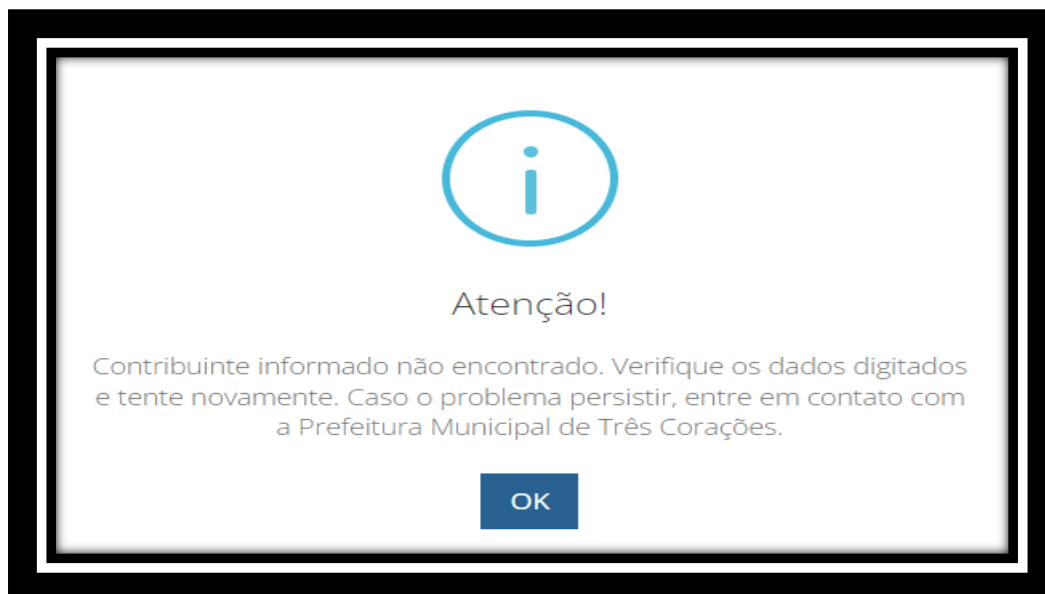 Atenção!
Contribuinte informado não encontrado. Verifique os dados digitados
e tente novamente. Caso o problema persistir, entre em contato com
a Prefeitura Municipal de Três Corações.
OK